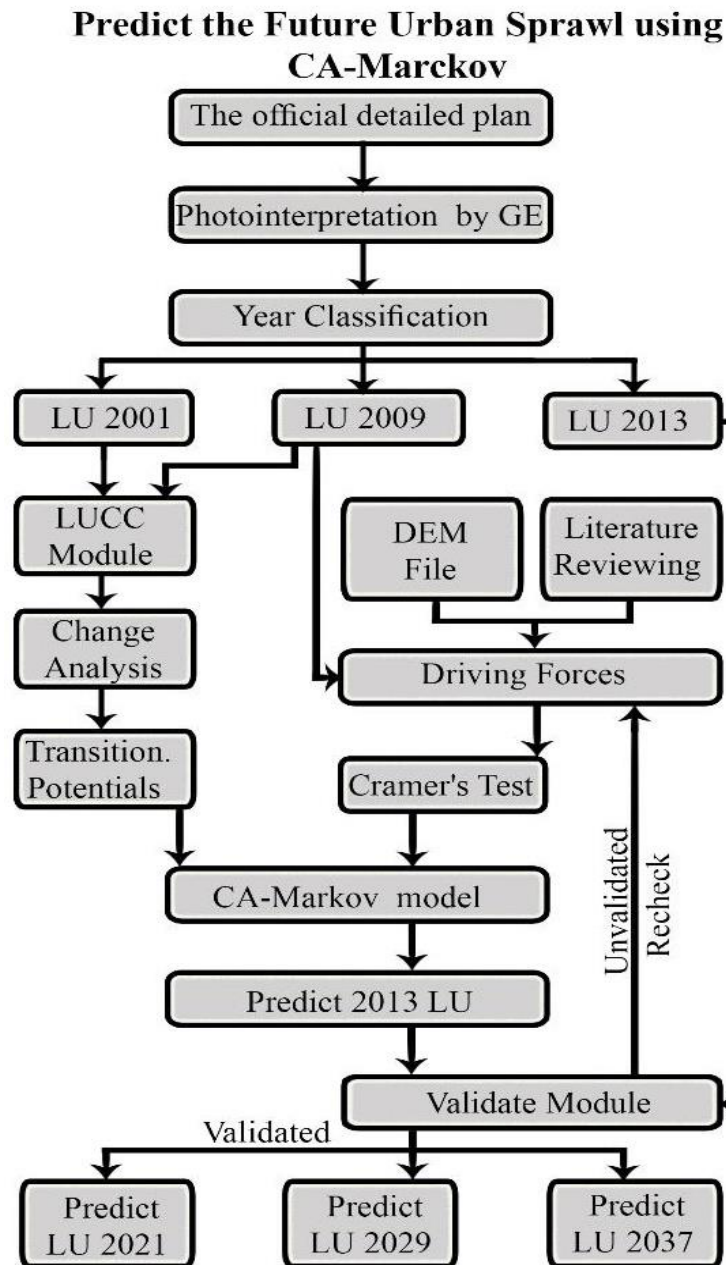 Predict the Future Urban Sprawl using
CA-Marckov
The official detailed plan
Photointerpretation by GE
Year Classification
LU 2001
LU 2009
LU 2013
LUCC
Module
DEM
File
Literature
Reviewing
Change
Analysis
Driving Forces
Transition.
Potentials
Cramer's Test
CA-Markov model
Unvalidated
Recheck
Predict 2013 LU
Validate Module
Validated
Predict
LU 2021
Predict
LU 2029
Predict
LU 2037